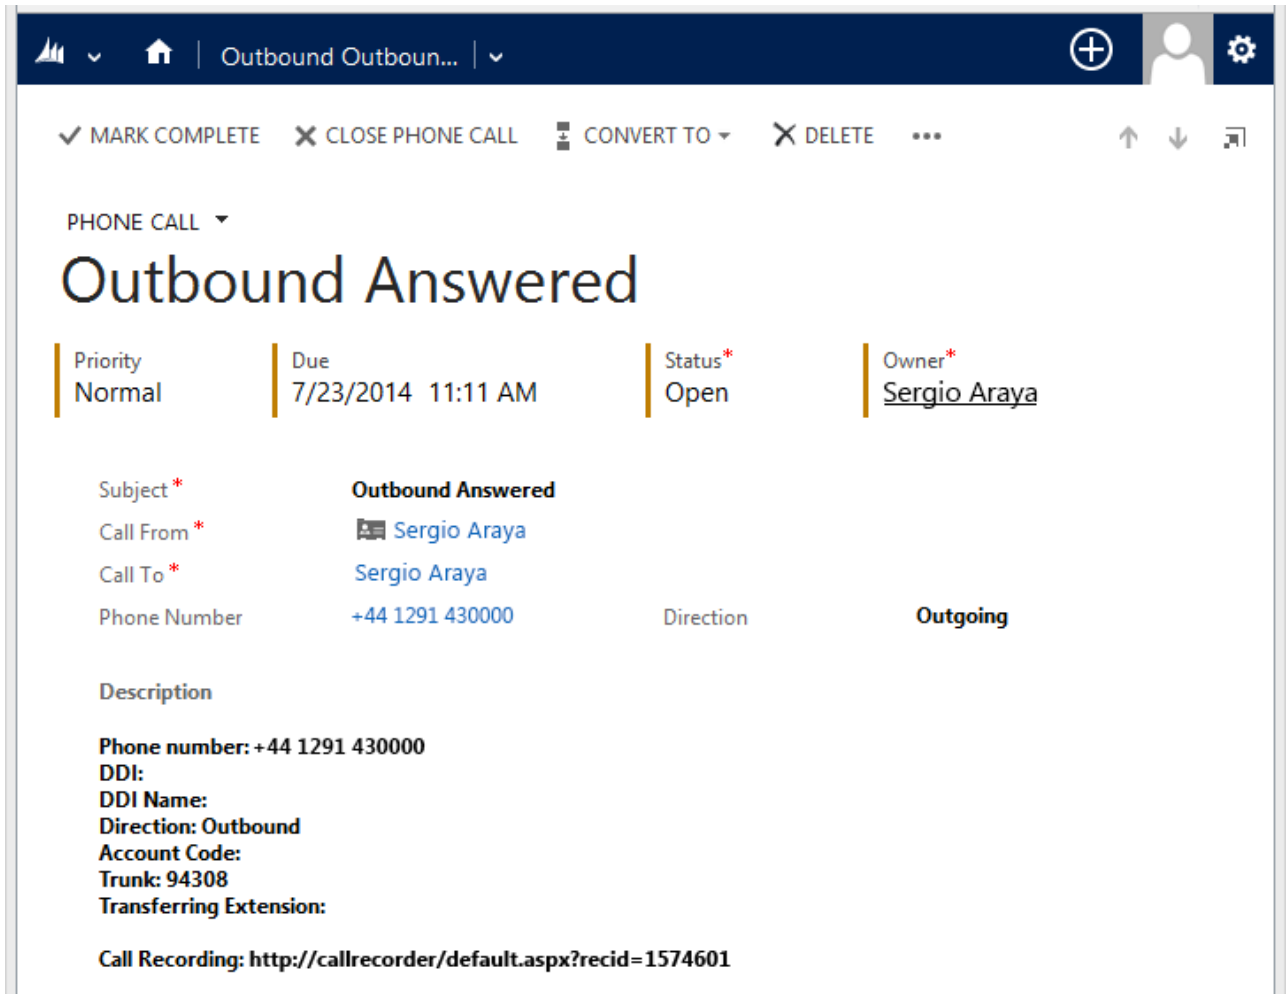 Outbound Outboun...
MARK COMPLETE CLOSE PHONE CALL CONVERT TO DELETE •••
PHONE CALL
Outbound Answered
Priority Due Status* Owner*
Normal 7/23/2014 11:11 AM Open Sergio Araya
Subject* Outbound Answered
Call From* Sergio Araya
Call To* Sergio Araya
Phone Number +44 1291 430000 Direction Outgoing
Description
Phone number: +44 1291 430000
DDI:
DDI Name:
Direction: Outbound
Account Code:
Trunk: 94308
Transferring Extension:
Call Recording: http://callrecorder/default.aspx?recid=1574601